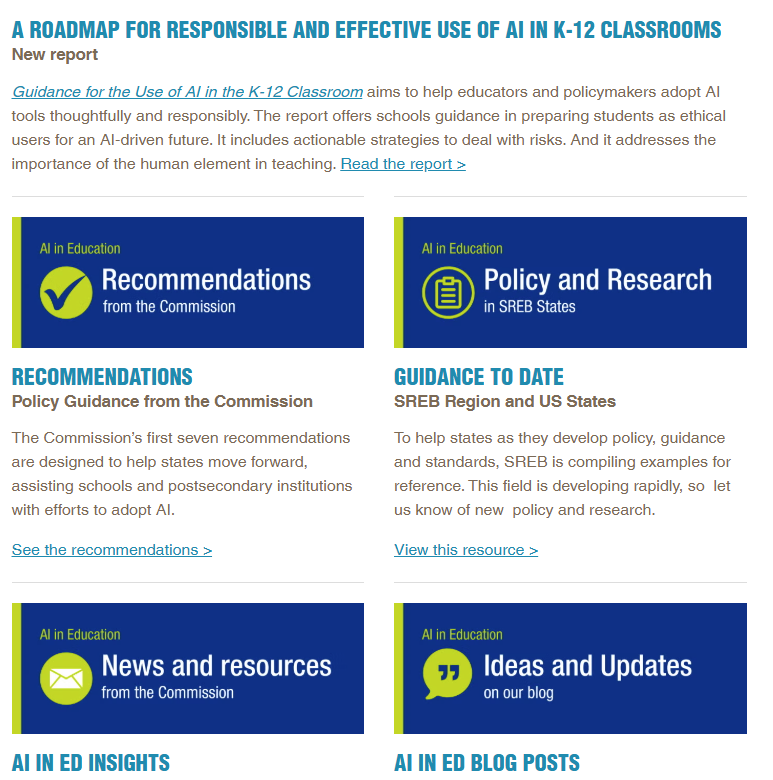 A ROADMAP FOR RESPONSIBLE AND EFFECTIVE USE OF AI IN K-12 CLASSROOMS
New report
Guidance for the Use of AI in the K-12 Classroom aims to help educators and policymakers adopt AI
tools thoughtfully and responsibly. The report offers schools guidance in preparing students as ethical
users for an AI-driven future. It includes actionable strategies to deal with risks. And it addresses the
importance of the human element in teaching. Read the report >
AI in Education
Recommendations
from the Commission
RECOMMENDATIONS
Policy Guidance from the Commission
The Commission's first seven recommendations
are designed to help states move forward,
assisting schools and postsecondary institutions
with efforts to adopt AI.
See the recommendations >
AI in Education
Policy and Research
in SREB States
GUIDANCE TO DATE
SREB Region and US States
To help states as they develop policy, guidance
and standards, SREB is compiling examples for
reference. This field is developing rapidly, so  let
us know of new  policy and research.
View this resource >
AI in Education
News and resources
from the Commission
AI IN ED INSIGHTS
AI in Education
Ideas and Updates
on our blog
AI IN ED BLOG POSTS